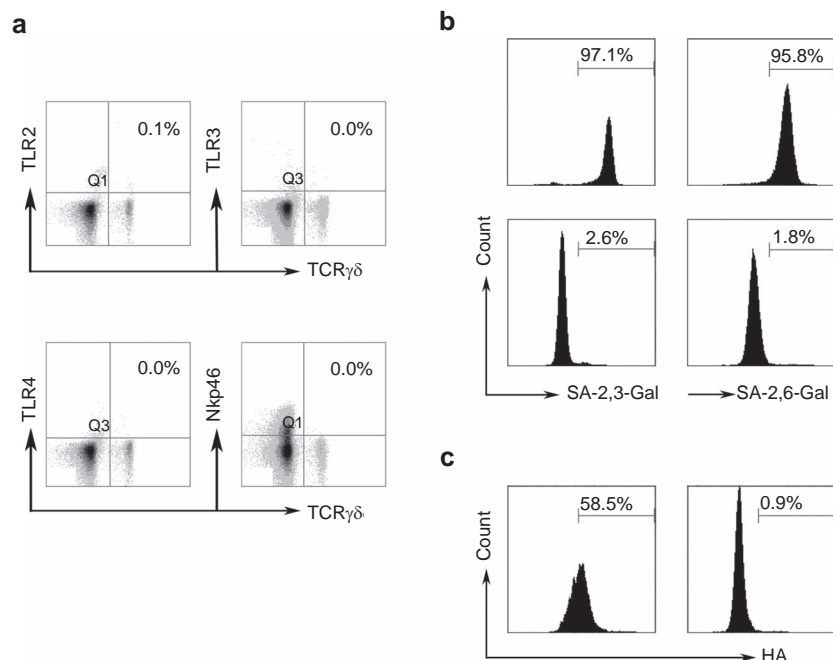 a
TLR2
Q1
0.1%
TLR3
Q3
0.0%
TCRγδ
TLR4
Q3
0.0%
Nkp46
Q1
0.0%
TCRγδ
b
97.1%
95.8%
Count
2.6%
1.8%
SA-2,3-Gal
SA-2,6-Gal
c
Count
58.5%
0.9%
HA